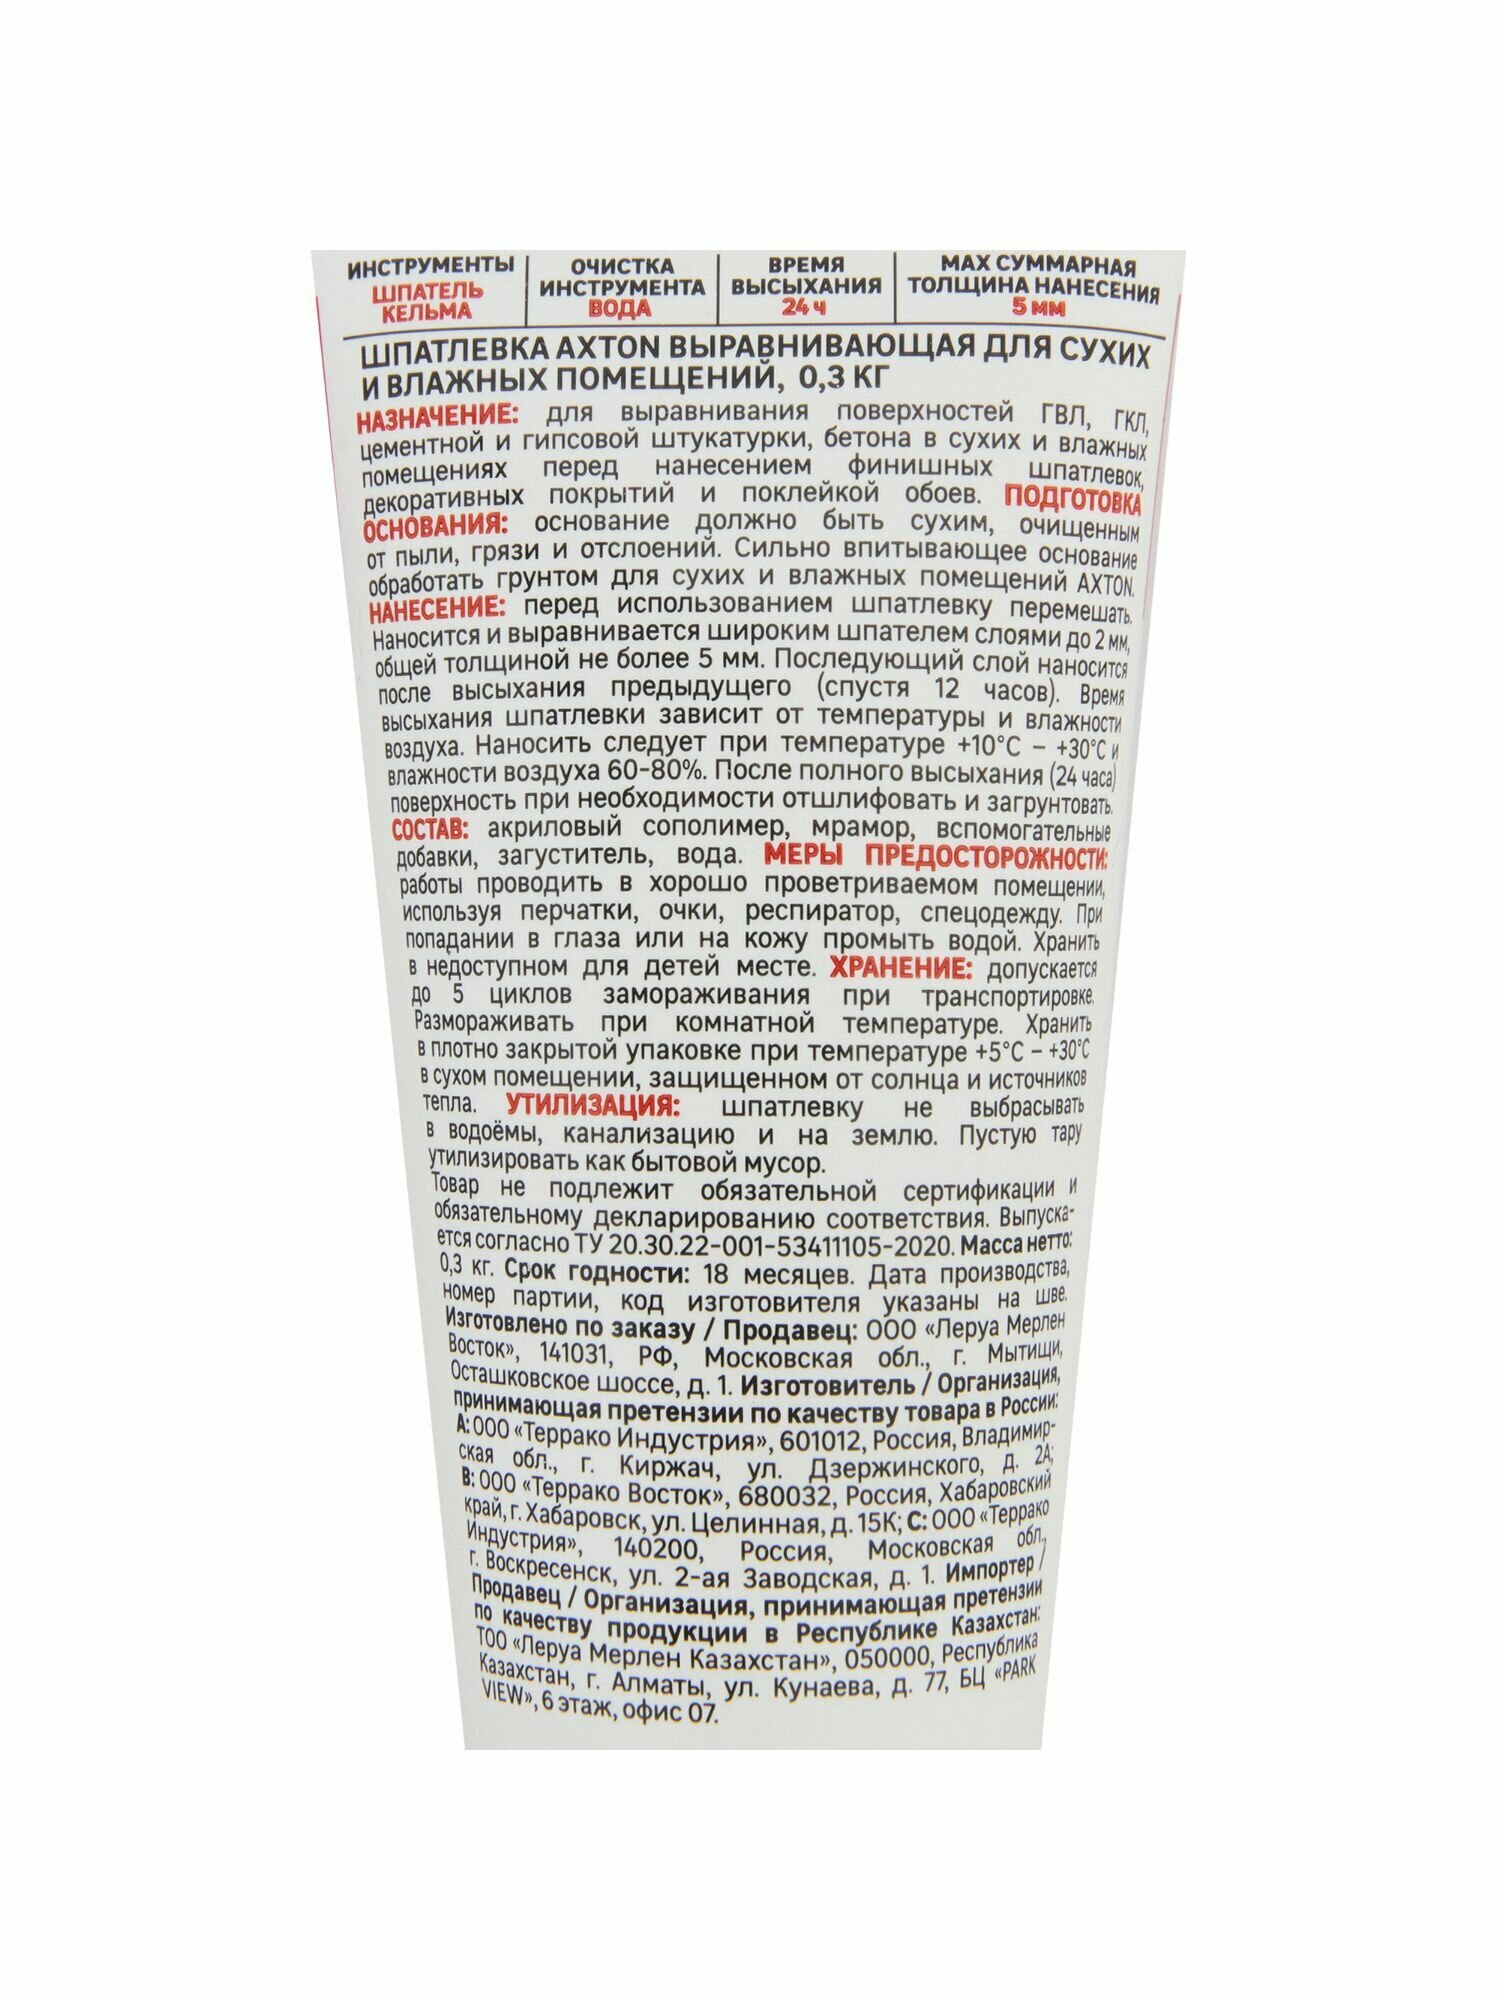 ИНСТРУМЕНТЫ
ШПАТЕЛЬ
КЕЛЬМА
ОЧИСТКА
ИНСТРУМЕНТА
ВОДА
ВРЕМЯ
ВЫСЫХАНИЯ
24 ч
MAX СУММАРНАЯ
ТОЛЩИНА НАНЕСЕНИЯ
5 мм
ШПАТЛЕВКА AXTON ВЫРАВНИВАЮЩАЯ ДЛЯ СУХИХ
И ВЛАЖНЫХ ПОМЕЩЕНИЙ, 0,3 КГ
НАЗНАЧЕНИЕ: для выравнивания поверхностей ГВЛ, ГКЛ,
цементной и гипсовой штукатурки, бетона в сухих и влажных
помещениях перед нанесением финишных шпатлевок,
декоративных покрытий и поклейкой обоев. ПОДГОТОВКА
ОСНОВАНИЯ: основание должно быть сухим, очищенным
от пыли, грязи и отслоений. Сильно впитывающее основание
обработать грунтом для сухих и влажных помещений AXTON.
НАНЕСЕНИЕ: перед использованием шпатлевку перемешать.
Наносится и выравнивается широким шпателем слоями до 2 мм,
общей толщиной не более 5 мм. Последующий слой наносится
после высыхания предыдущего (спустя 12 часов). Время
высыхания шпатлевки зависит от температуры и влажности
воздуха. Наносить следует при температуре +10°С – +30°С и
влажности воздуха 60-80%. После полного высыхания (24 часа)
поверхность при необходимости отшлифовать и загрунтовать.
СОСТАВ: акриловый сополимер, мрамор, вспомогательные
добавки, загуститель, вода. МЕРЫ ПРЕДОСТОРОЖНОСТИ:
работы проводить в хорошо проветриваемом помещении,
используя перчатки, очки, респиратор, спецодежду. При
попадании в глаза или на кожу промыть водой. Хранить
в недоступном для детей месте. ХРАНЕНИЕ: допускается
до 5 циклов замораживания при транспортировке.
Размораживать при комнатной температуре. Хранить
в плотно закрытой упаковке при температуре +5°С – +30°С
в сухом помещении, защищенном от солнца и источников
тепла. УТИЛИЗАЦИЯ: шпатлевку не выбрасывать
в водоёмы, канализацию и на землю. Пустую тару
утилизировать как бытовой мусор.
Товар не подлежит обязательной сертификации и
обязательному декларированию соответствия. Выпуска-
ется согласно ТУ 20.30.22-001-53411105-2020. Масса нетто:
0,3 кг. Срок годности: 18 месяцев. Дата производства,
номер партии, код изготовителя указаны на шве.
Изготовлено по заказу / Продавец: ООО «Леруа Мерлен
Восток», 141031, РФ, Московская обл., г. Мытищи,
Осташковское шоссе, д. 1. Изготовитель / Организация,
принимающая претензии по качеству товара в России:
А: ООО «Террако Индустрия», 601012, Россия, Владимир-
ская обл., г. Киржач, ул. Дзержинского, д. 2А;
В: ООО «Террако Восток», 680032, Россия, Хабаровский
край, г. Хабаровск, ул. Целинная, д. 15К; С: ООО «Террако
Индустрия», 140200, Россия, Московская обл.,
г. Воскресенск, ул. 2-ая Заводская, д. 1. Импортер /
Продавец / Организация, принимающая претензии
по качеству продукции в Республике Казахстан:
ТОО «Леруа Мерлен Казахстан», 050000, Республика
Казахстан, г. Алматы, ул. Кунаева, д. 77, БЦ «PARK
VIEW», 6 этаж, офис 07.